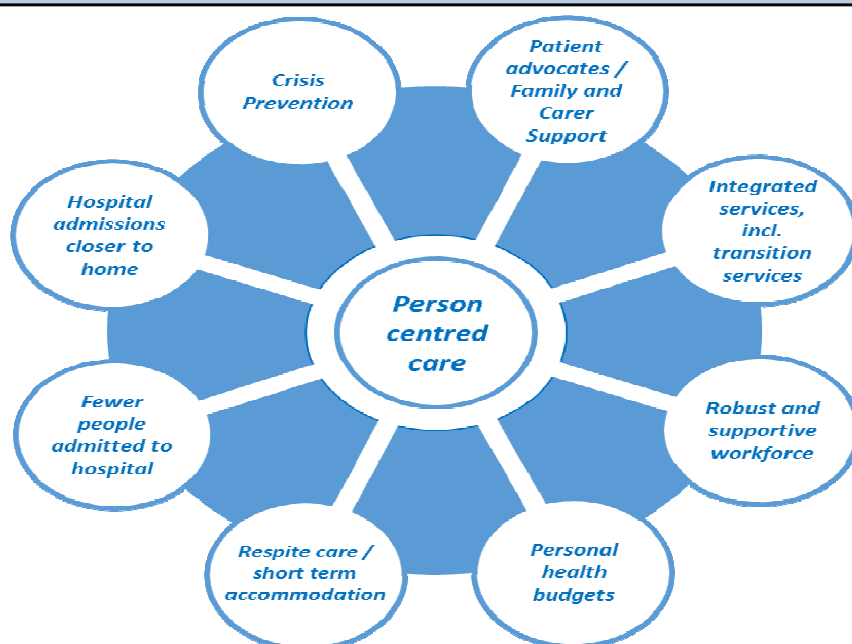 Crisis
Prevention
Patient
advocates /
Family and
Carer
Support
Hospital
admissions
closer to
home
Integrated
services,
incl.
transition
services
Person
centred
care
Fewer
people
admitted to
hospital
Robust and
supportive
workforce
Respite care /
short term
accommodation
Personal
health
budgets